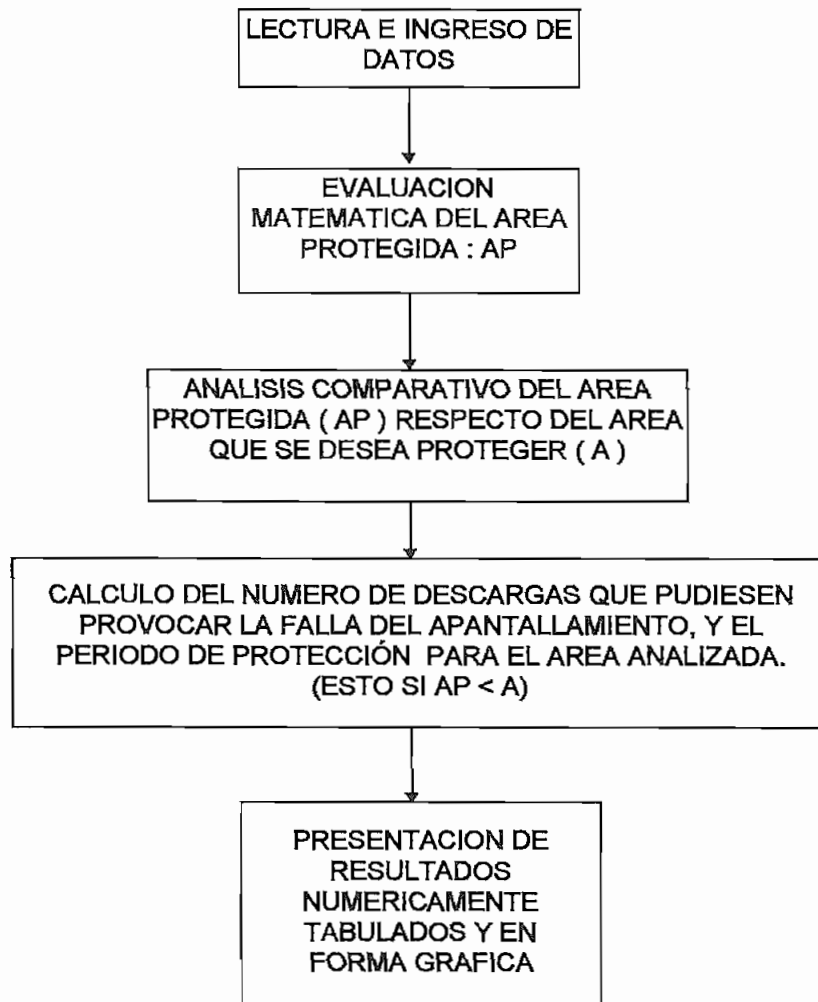 LECTURA E INGRESO DE
DATOS
EVALUACION
MATEMATICA DEL AREA
PROTEGIDA : AP
ANALISIS COMPARATIVO DEL AREA
PROTEGIDA ( AP ) RESPECTO DEL AREA
QUE SE DESEA PROTEGER ( A )
CALCULO DEL NUMERO DE DESCARGAS QUE PUDIESEN
PROVOCAR LA FALLA DEL APANTALLAMIENTO, Y EL
PERIODO DE PROTECCIÓN PARA EL AREA ANALIZADA.
(ESTO SI AP < A)
PRESENTACION DE
RESULTADOS
NUMERICAMENTE
TABULADOS Y EN
FORMA GRAFICA